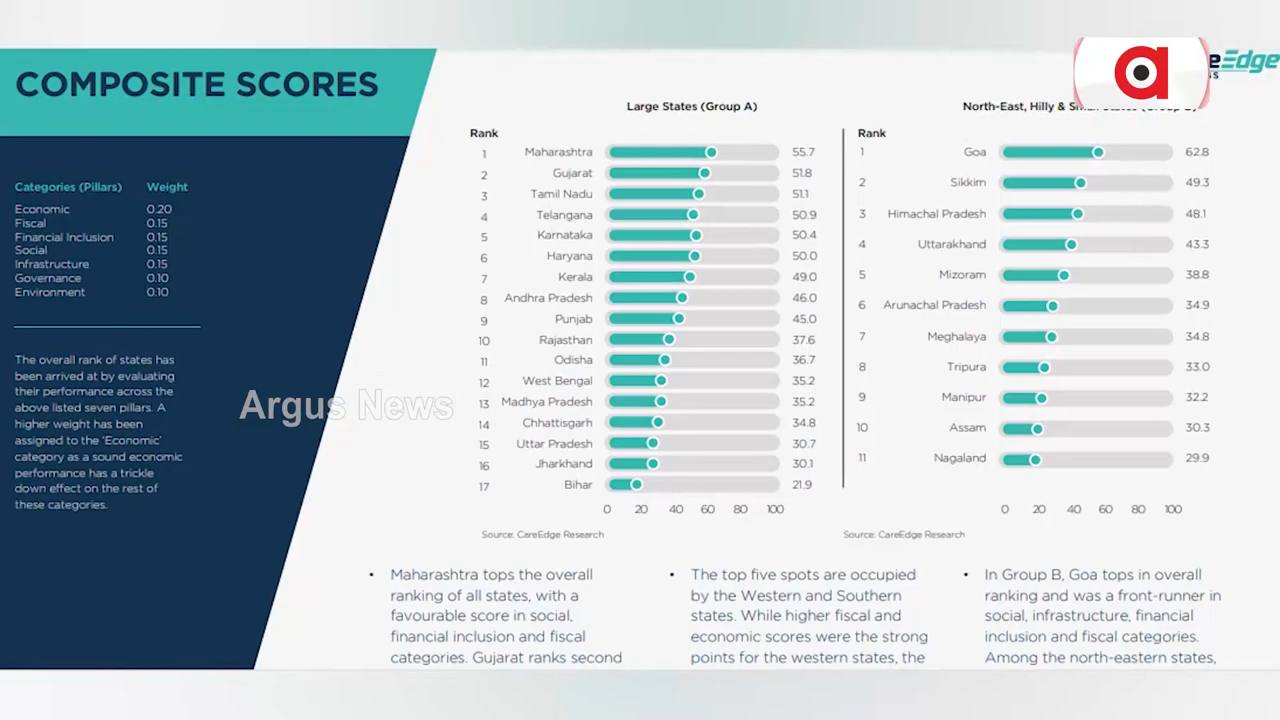 COMPOSITE SCORES
Categories (Pillars) Weight
Economic 0.20
Fiscal 0.15
Financial Inclusion 0.15
Social 0.15
Infrastructure 0.15
Governance 0.10
Environment 0.10
The overall rank of states has
been arrived at by evaluating
their performance across the
above listed seven pillars. A
higher weight has been
assigned to the ‘Economic’
category as a sound economic
performance has a trickle
down effect on the rest of
these categories.
Argus News
a
Edge
Large States (Group A)
Rank
1 Maharashtra 55.7
2 Gujarat 51.8
3 Tamil Nadu 51.1
4 Telangana 50.9
5 Karnataka 50.4
6 Haryana 50.0
7 Kerala 49.0
8 Andhra Pradesh 46.0
9 Punjab 45.0
10 Rajasthan 37.6
11 Odisha 36.7
12 West Bengal 35.2
13 Madhya Pradesh 35.2
14 Chhattisgarh 34.8
15 Uttar Pradesh 30.7
16 Jharkhand 30.1
17 Bihar 21.9
0 20 40 60 80 100
Source: CareEdge Research
North-East, Hilly &
Rank
1 Goa 62.8
2 Sikkim 49.3
3 Himachal Pradesh 48.1
4 Uttarakhand 43.3
5 Mizoram 38.8
6 Arunachal Pradesh 34.9
7 Meghalaya 34.8
8 Tripura 33.0
9 Manipur 32.2
10 Assam 30.3
11 Nagaland 29.9
0 20 40 60 80 100
Source: CareEdge Research
• Maharashtra tops the overall
ranking of all states, with a
favourable score in social,
financial inclusion and fiscal
categories. Gujarat ranks second
• The top five spots are occupied
by the Western and Southern
states. While higher fiscal and
economic scores were the strong
points for the western states, the
• In Group B, Goa tops in overall
ranking and was a front-runner in
social, infrastructure, financial
inclusion and fiscal categories.
Among the north-eastern states,